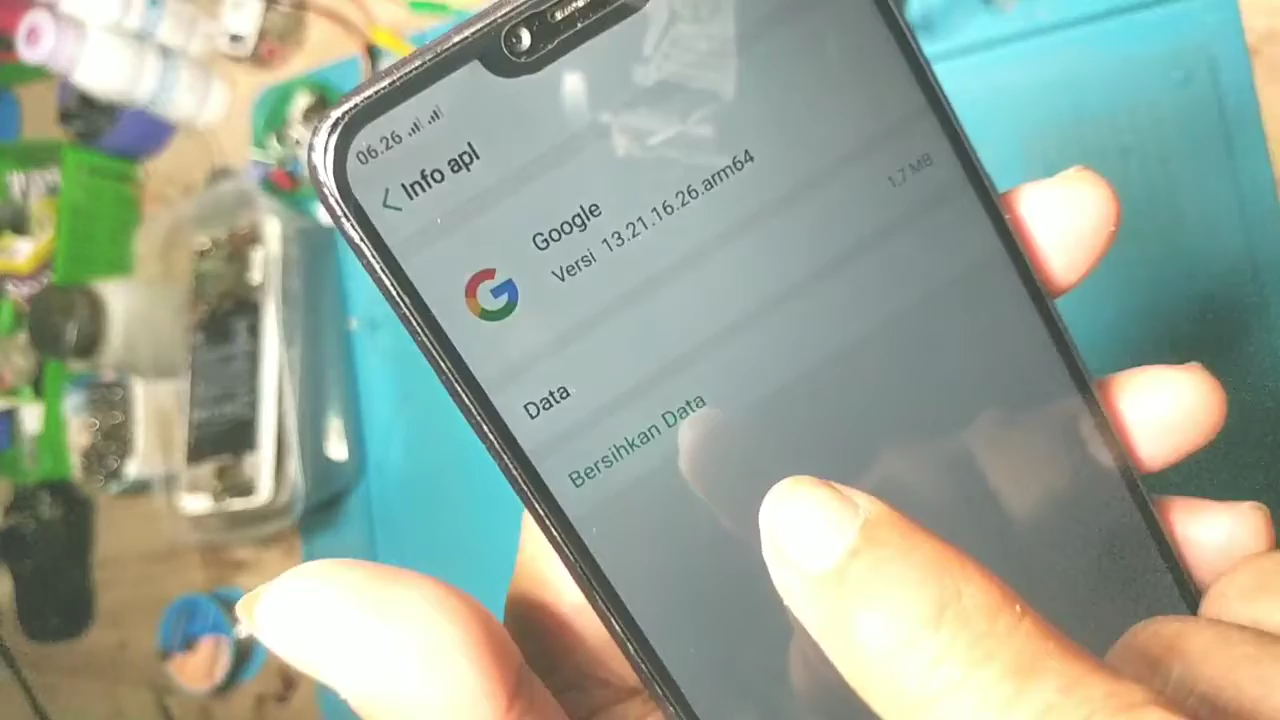 06.26
Info apl
Google
Versi 13.21.16.26.arm64
Data
1,7 MB
Bersihkan Data